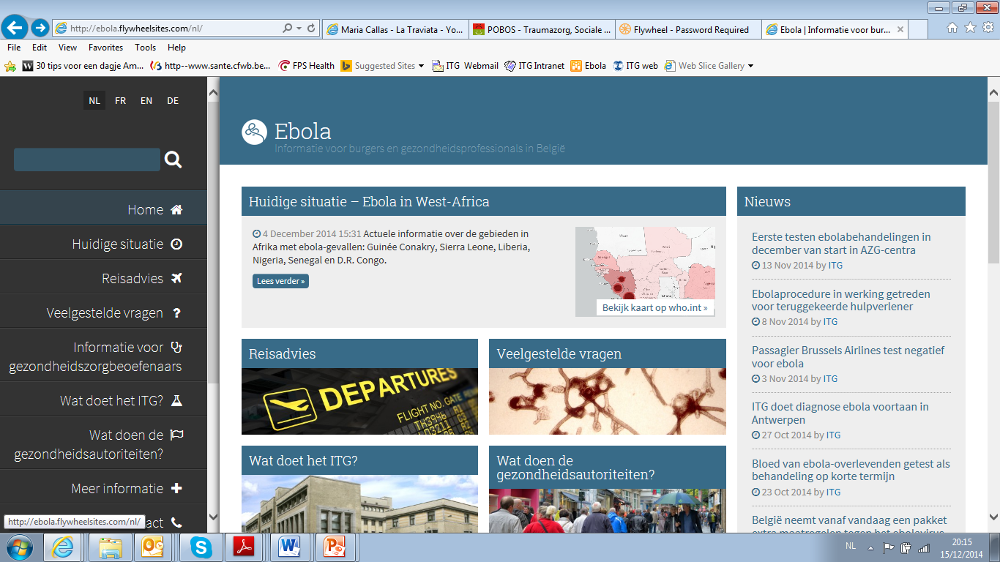 http://ebola.flywheelsites.com/nl/
Maria Callas - La Traviata - Yo...
POBOS - Traumazorg, Sociale ...
Flywheel - Password Required
Ebola | Informatie voor bur...
File Edit View Favorites Tools Help
30 tips voor een dagje Am...
http--www.sante.cfwb.be...
FPS Health
Suggested Sites
ITG Webmail
ITG Intranet
Ebola
ITG web
Web Slice Gallery
NL FR EN DE
Home
Huidige situatie
Reisadvies
Veelgestelde vragen
Informatie voor
gezondheidszorgbeoefenaars
Wat doet het ITG?
Wat doen de
gezondheidsautoriteiten?
Meer informatie
act
http://ebola.flywheelsites.com/nl/
Ebola
Informatie voor burgers en gezondheidsprofessionals in België
Huidige situatie – Ebola in West-Africa
4 December 2014 15:31 Actuele informatie over de gebieden in
Afrika met ebola-gevallen: Guinée Conakry, Sierra Leone, Liberia,
Nigeria, Senegal en D.R. Congo.
Lees verder »
Bekijk kaart op who.int »
Reisadvies
DEPARTURES
FLIGHT NO. GATE
TH3946
D3211
Veelgestelde vragen
Wat doet het ITG?
Wat doen de
gezondheidsautoriteiten?
Nieuws
Eerste testen ebolabehandelingen in
december van start in AZG-centra
13 Nov 2014 by ITG
Ebolaprocedure in werking getreden
voor teruggekeerde hulpverlener
8 Nov 2014 by ITG
Passagier Brussels Airlines test negatief
voor ebola
3 Nov 2014 by ITG
ITG doet diagnose ebola voortaan in
Antwerpen
27 Oct 2014 by ITG
Bloed van ebola-overlevenden getest als
behandeling op korte termijn
23 Oct 2014 by ITG
België neemt vanaf vandaag een pakket
extra maatregelen tegen het ebolavirus
NL
20:15
15/12/2014